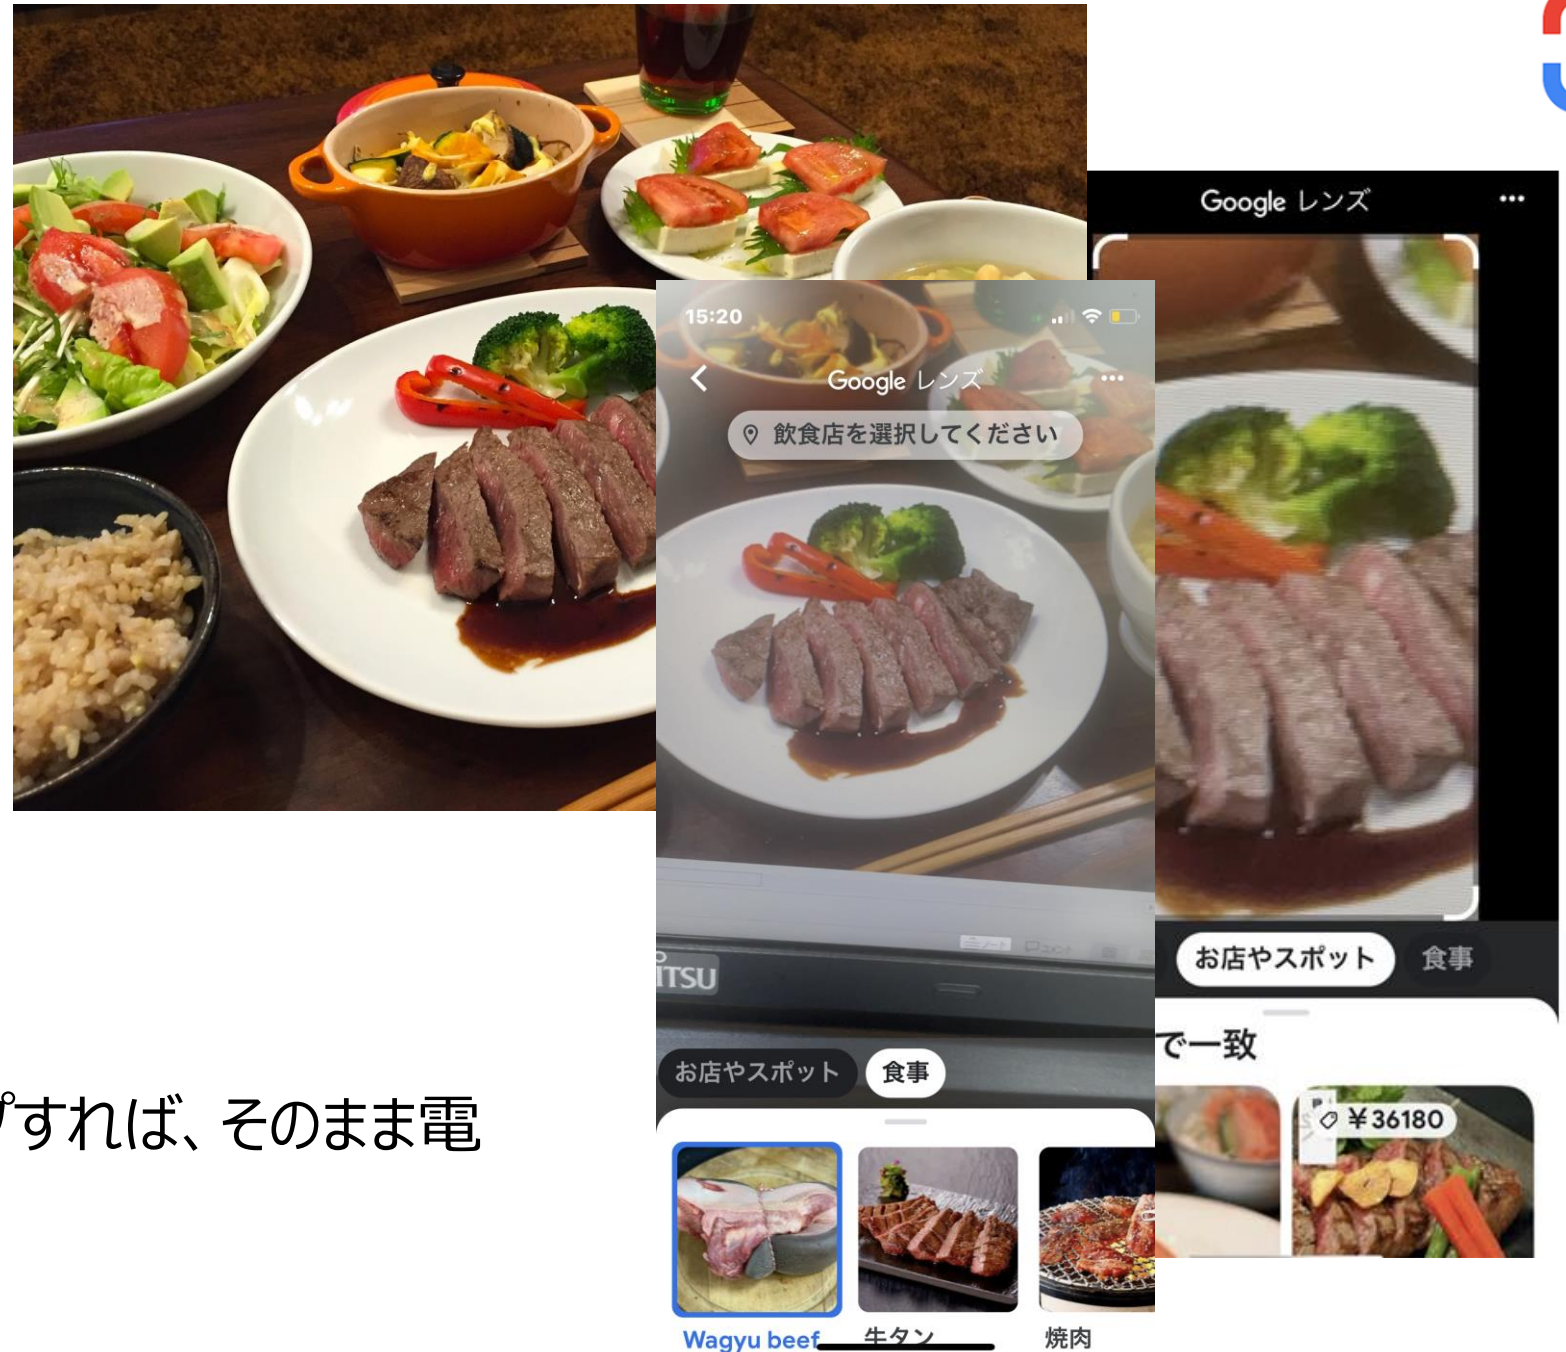 Google レンズ
15:20
Google レンズ
飲食店を選択してください
ITSU
お店やスポット 食事
お店やスポット 食事
で一致
¥36180
プすれば、そのまま電
Wagyu beef 牛タン 焼肉